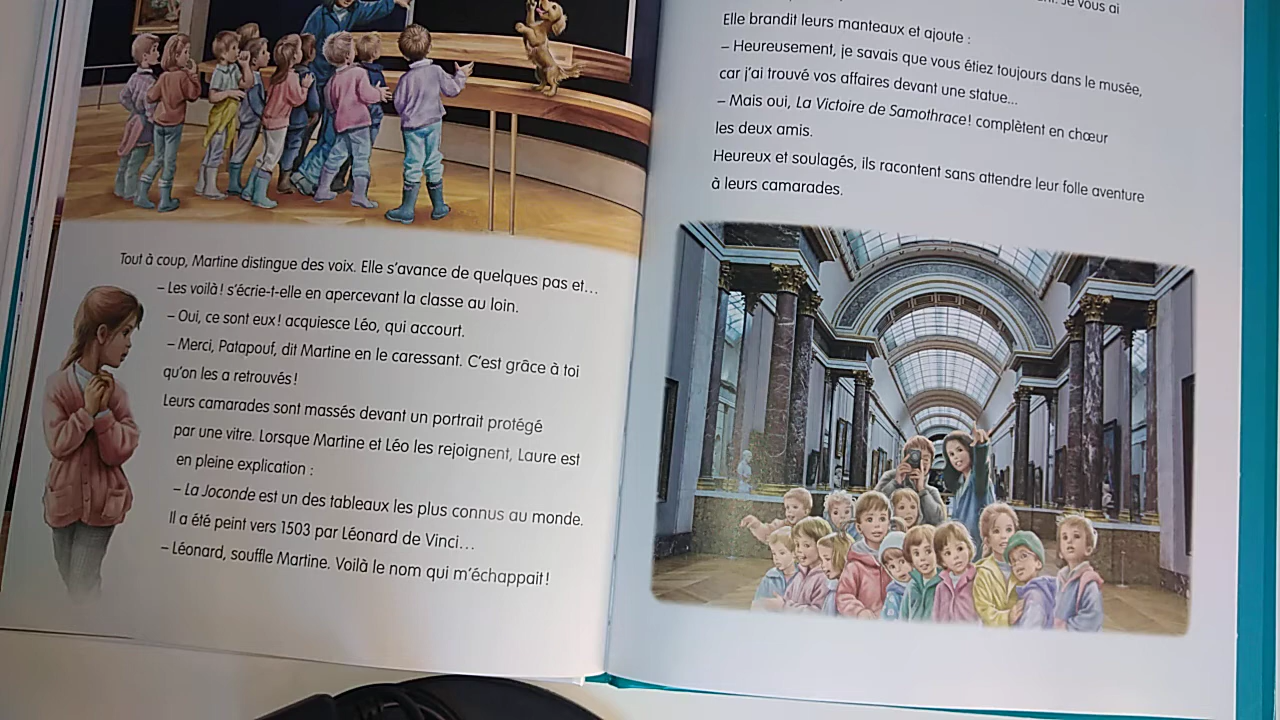 Tout à coup, Martine distingue des voix. Elle s'avance de quelques pas et...
– Les voilà ! s'écrie-t-elle en apercevant la classe au loin.
– Oui, ce sont eux ! acquiesce Léo, qui accourt.
– Merci, Patapouf, dit Martine en le caressant. C'est grâce à toi
qu'on les a retrouvés !
Leurs camarades sont massés devant un portrait protégé
par une vitre. Lorsque Martine et Léo les rejoignent, Laure est
en pleine explication :
– La Joconde est un des tableaux les plus connus au monde.
Il a été peint vers 1503 par Léonard de Vinci...
– Léonard, souffle Martine. Voilà le nom qui m'échappait !
Je vous ai
Elle brandit leurs manteaux et ajoute :
– Heureusement, je savais que vous étiez toujours dans le musée,
car j'ai trouvé vos affaires devant une statue...
– Mais oui, La Victoire de Samothrace ! complètent en chœur
les deux amis.
Heureux et soulagés, ils racontent sans attendre leur folle aventure
à leurs camarades.